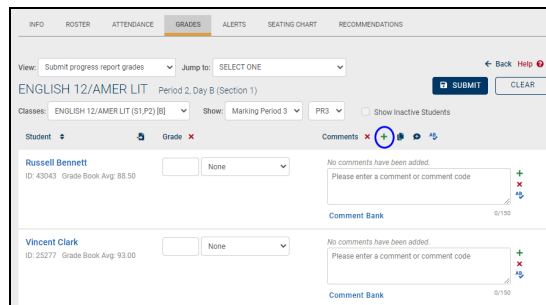 INFO ROSTER ATTENDANCE GRADES ALERTS SEATING CHART RECOMMENDATIONS
View: Submit progress report grades Jump to: SELECT ONE Back Help
ENGLISH 12/AMER LIT Period 2, Day B (Section 1) SUBMIT CLEAR
Classes: ENGLISH 12/AMER LIT (S1,P2) [B] Show: Marking Period 3 PR3 Show Inactive Students
Student Grade Comments
Russell Bennett
ID: 43043 Grade Book Avg: 88.50
None
No comments have been added.
Please enter a comment or comment code
Comment Bank 0/150
Vincent Clark
ID: 25277 Grade Book Avg: 93.00
None
No comments have been added.
Please enter a comment or comment code
Comment Bank 0/150